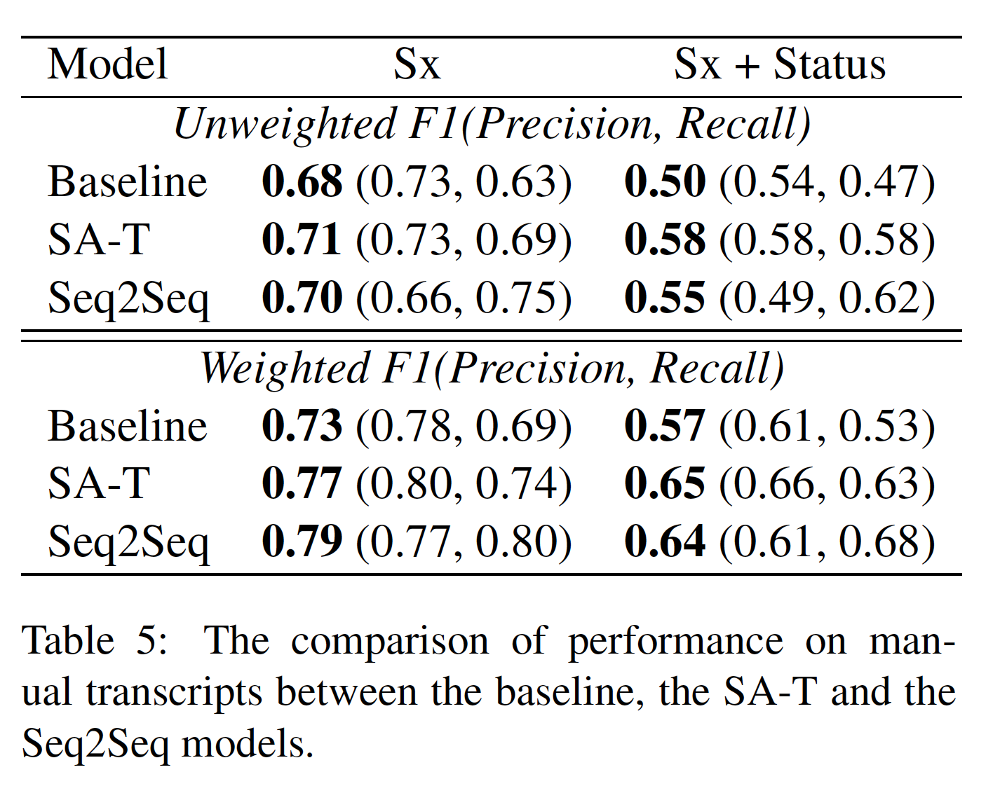 Model Sx Sx + Status
Unweighted F1(Precision, Recall)
Baseline 0.68 (0.73, 0.63) 0.50 (0.54, 0.47)
SA-T 0.71 (0.73, 0.69) 0.58 (0.58, 0.58)
Seq2Seq 0.70 (0.66, 0.75) 0.55 (0.49, 0.62)
Weighted F1(Precision, Recall)
Baseline 0.73 (0.78, 0.69) 0.57 (0.61, 0.53)
SA-T 0.77 (0.80, 0.74) 0.65 (0.66, 0.63)
Seq2Seq 0.79 (0.77, 0.80) 0.64 (0.61, 0.68)
Table 5: The comparison of performance on man-
ual transcripts between the baseline, the SA-T and the
Seq2Seq models.